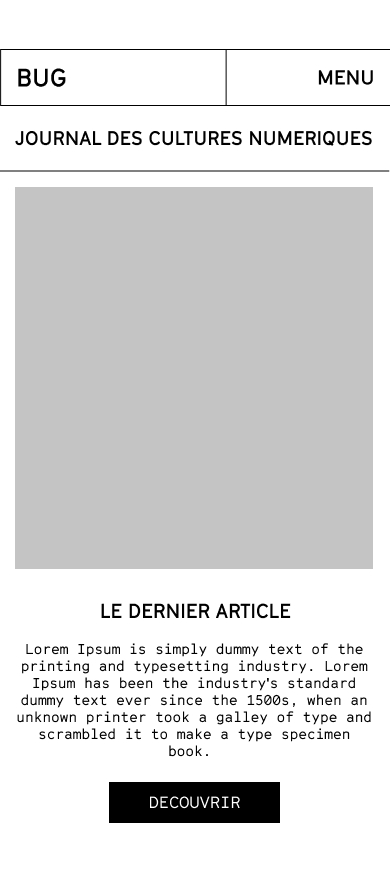 BUG
MENU
JOURNAL DES CULTURES NUMERIQUES
LE DERNIER ARTICLE
Lorem Ipsum is simply dummy text of the
printing and typesetting industry. Lorem
Ipsum has been the industry's standard
dummy text ever since the 1500s, when an
unknown printer took a galley of type and
scrambled it to make a type specimen
book.
DECOUVRIR